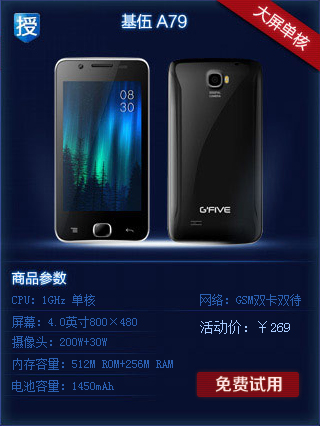 授
基伍 A79
大屏单核
08
30
DIGITAL
CAMERA
G'FIVE
商品参数
CPU: 1GHz 单核
网络: GSM双卡双待
屏幕: 4.0英寸800×480
活动价: ￥269
摄像头: 200W+30W
内存容量: 512M ROM+256M RAM
电池容量: 1450mAh
免费试用